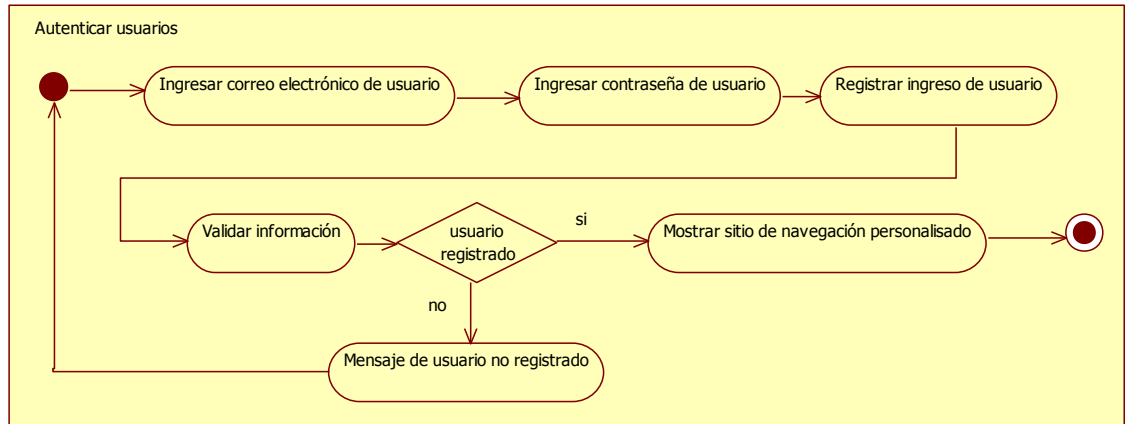 Autenticar usuarios
Ingresar correo electrónico de usuario
Ingresar contraseña de usuario
Registrar ingreso de usuario
Validar información
usuario
registrado
si
Mostrar sitio de navegación personalisado
no
Mensaje de usuario no registrado